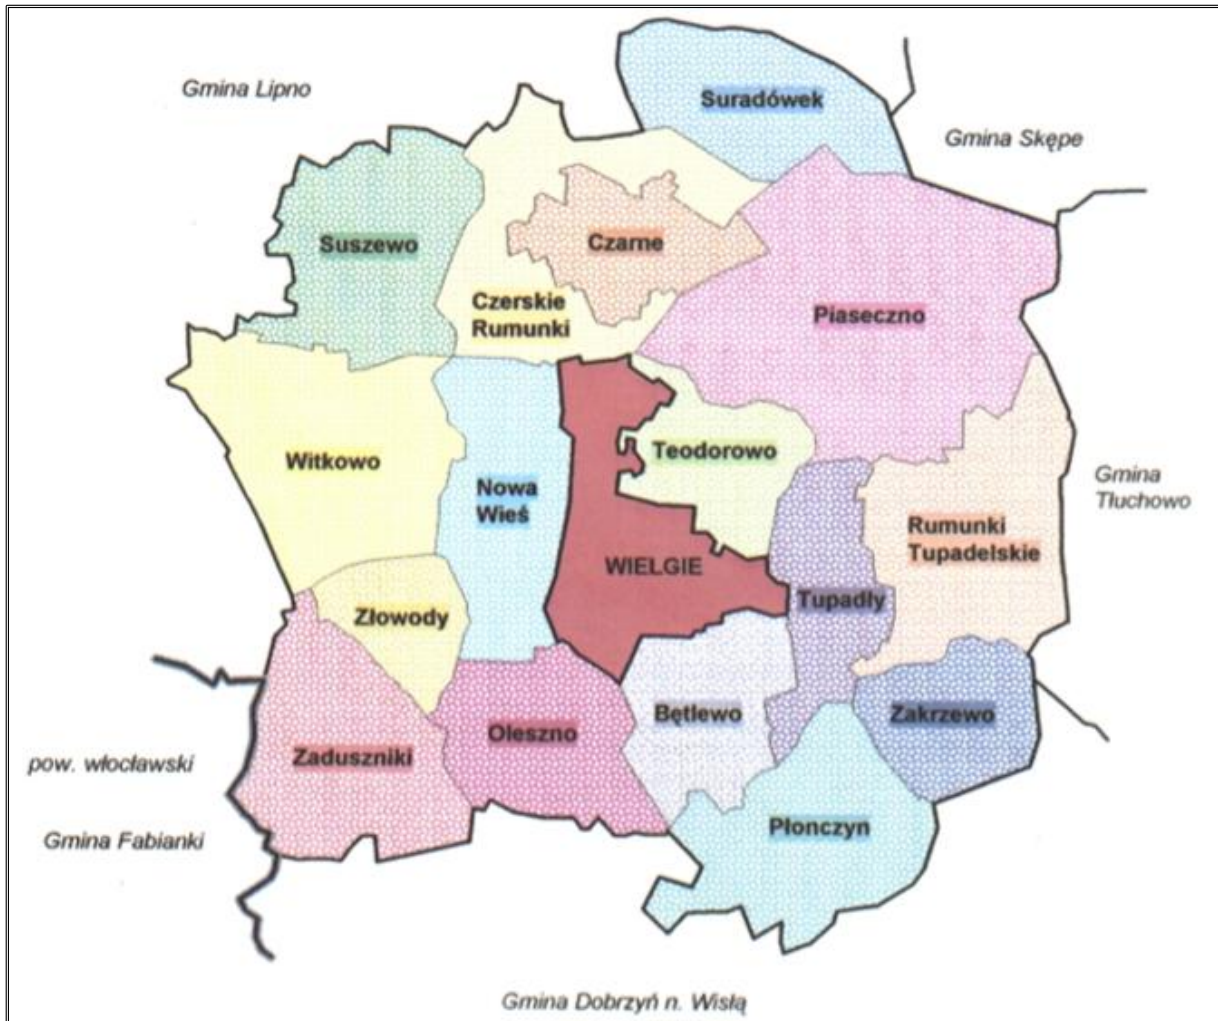 Gmina Lipno
Suradówek
Gmina Skępe
Suszewo
Czarne
Czerskie
Rumunki
Piaseczno
Witkowo
Nowa
Wieś
Teodorowo
Gmina
Tłuchowo
Rumunki
Tupadelskie
WIELGIE
Złowody
Tupadły
Zaduszniki
Oleszno
Bętlewo
Zakrzewo
pow. włocławski
Gmina Fabianki
Płonczyn
Gmina Dobrzyń n. Wisłą